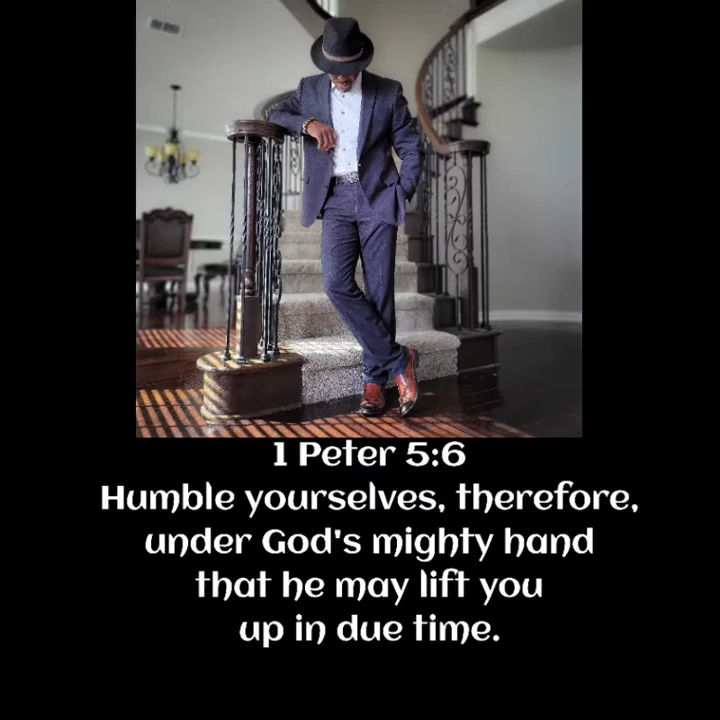 1 Peter 5:6
Humble yourselves, therefore,
under God's mighty hand
that he may lift you
up in due time.